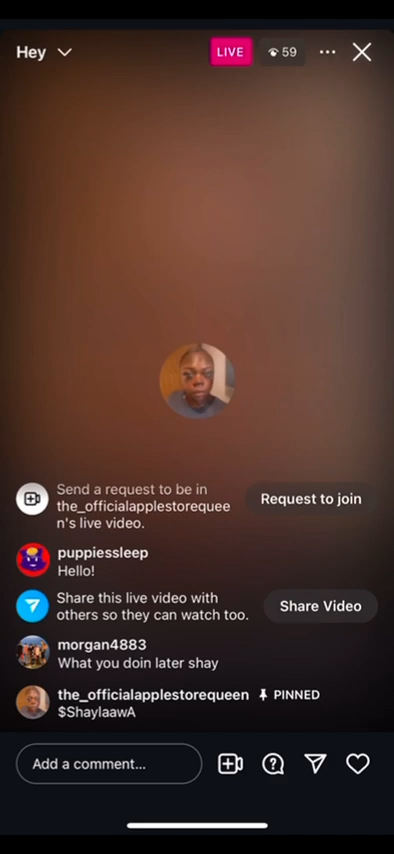 Hey
LIVE
59
Send a request to be in
the_officialapplestorequee
n's live video.
Request to join
puppiessleep
Hello!
Share this live video with
others so they can watch too.
Share Video
morgan4883
What you doin later shay
the_officialapplestorequeen PINNED
$ShaylaawA
Add a comment...